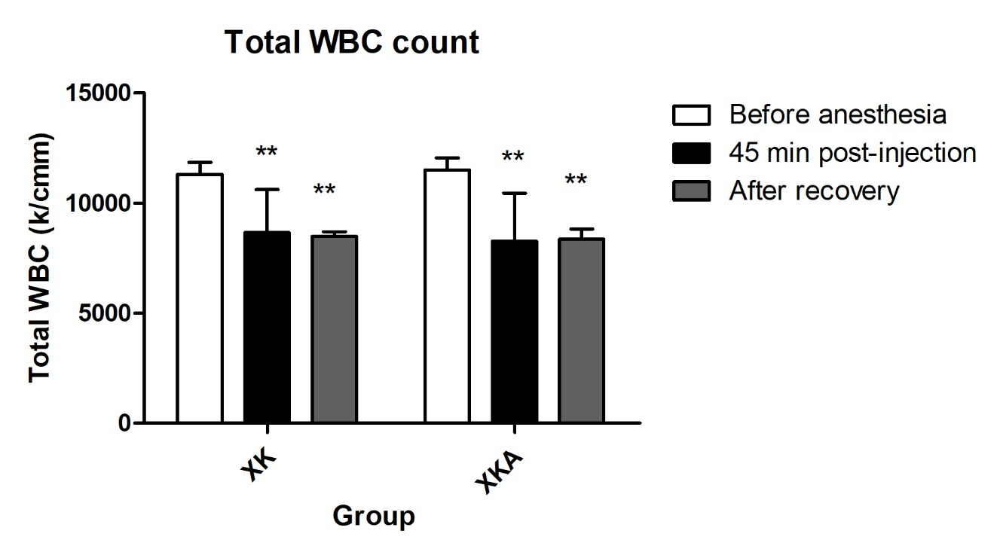 Total WBC count
15000
10000
5000
0
Total WBC (k/cmm)
**
**
**
**
XK
XKA
Group
Before anesthesia
45 min post-injection
After recovery